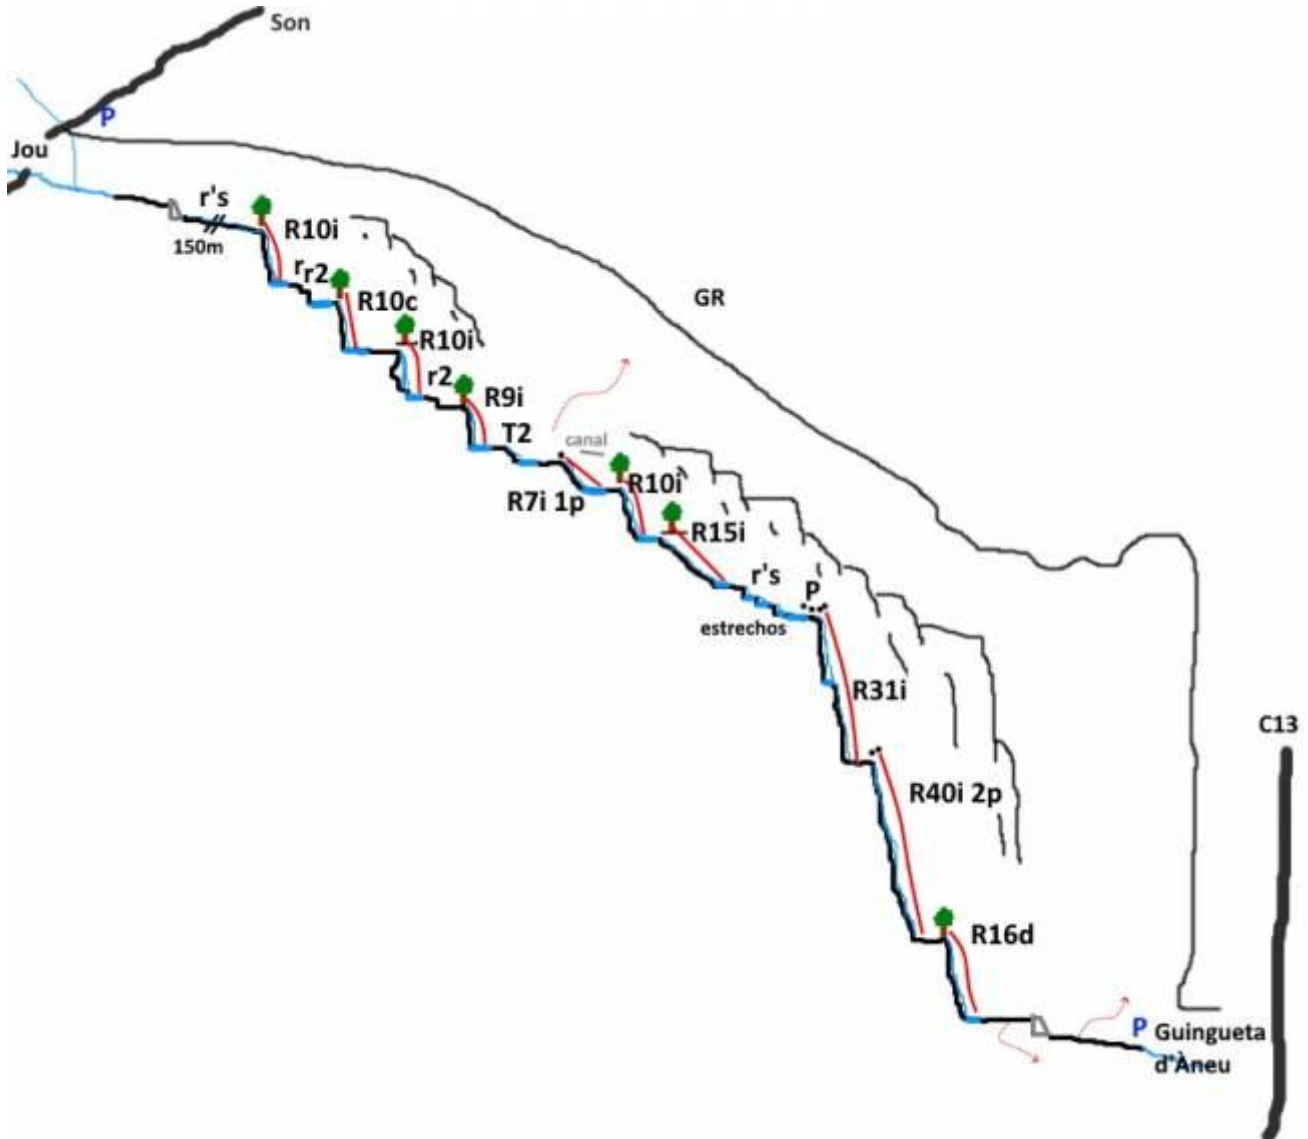 Son
P
Jou
r's
150m
R10i
rr2
R10c
R10i
r2
R9i
T2
GR
canal
R7i 1p
R10i
R15i
r's
P
estrechos
R31i
C13
R40i 2p
R16d
P Guingueta
d'Àneu